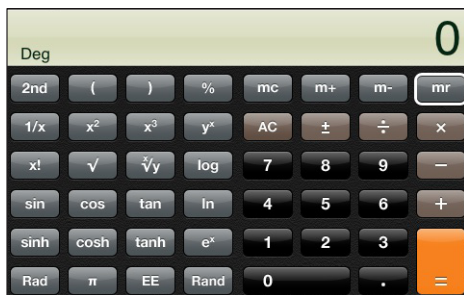 0
Deg
2nd ( ) % mc m+ m- mr
1/x x² x³ yˣ AC ± ÷ ×
x! √ ˣ√y log 7 8 9 −
sin cos tan ln 4 5 6 +
sinh cosh tanh eˣ 1 2 3
Rad π EE Rand 0 . =